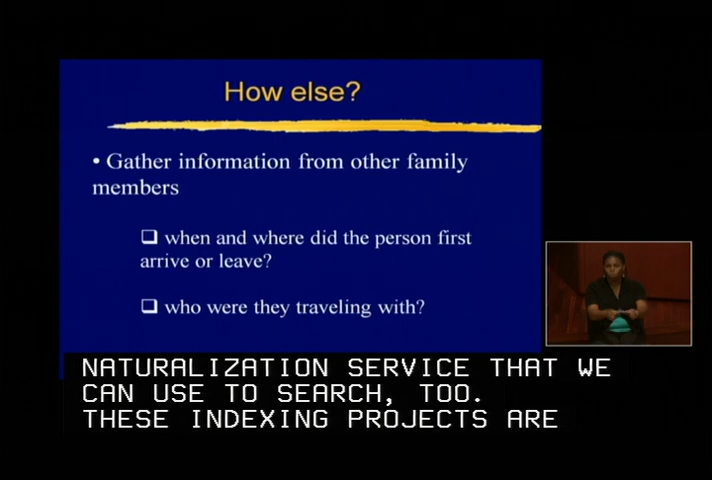 How else?
• Gather information from other family
members
❑ when and where did the person first
arrive or leave?
❑ who were they traveling with?
NATURALIZATION SERVICE THAT WE
CAN USE TO SEARCH, TOO.
THESE INDEXING PROJECTS ARE